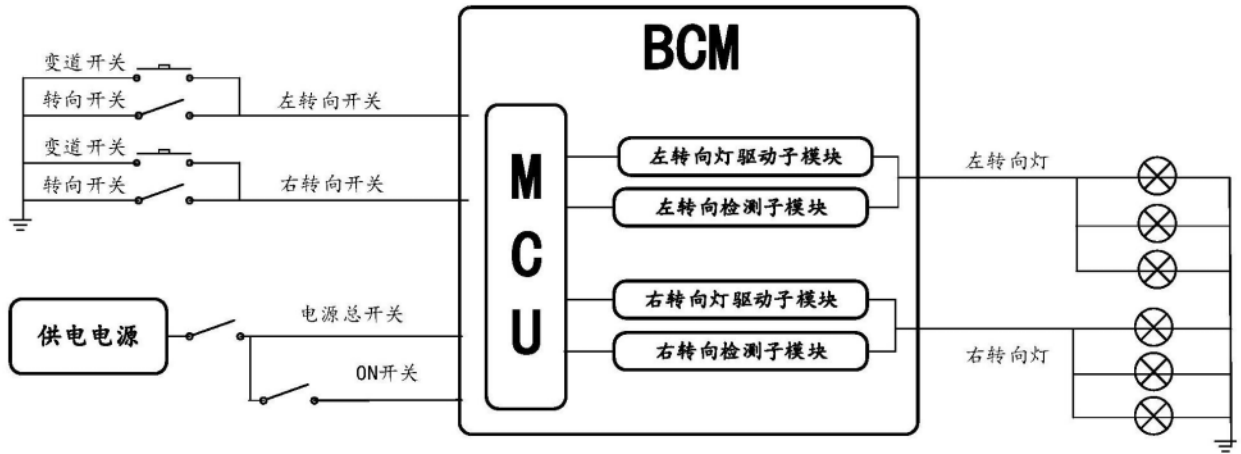 BCM
变道开关
转向开关
左转向开关
变道开关
转向开关
右转向开关
供电电源
电源总开关
ON开关
MCU
左转向灯驱动子模块
左转向检测子模块
右转向灯驱动子模块
右转向检测子模块
左转向灯
右转向灯